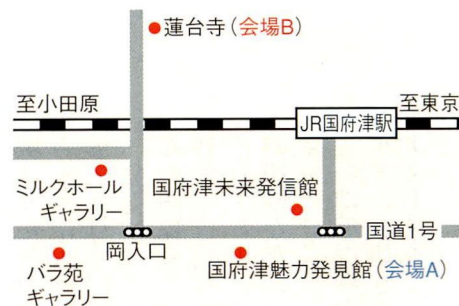 蓮台寺（会場B）
至小田原
至東京
JR国府津駅
ミルクホール
ギャラリー
国府津未来発信館
国道1号
岡入口
バラ苑
ギャラリー
国府津魅力発見館（会場A）